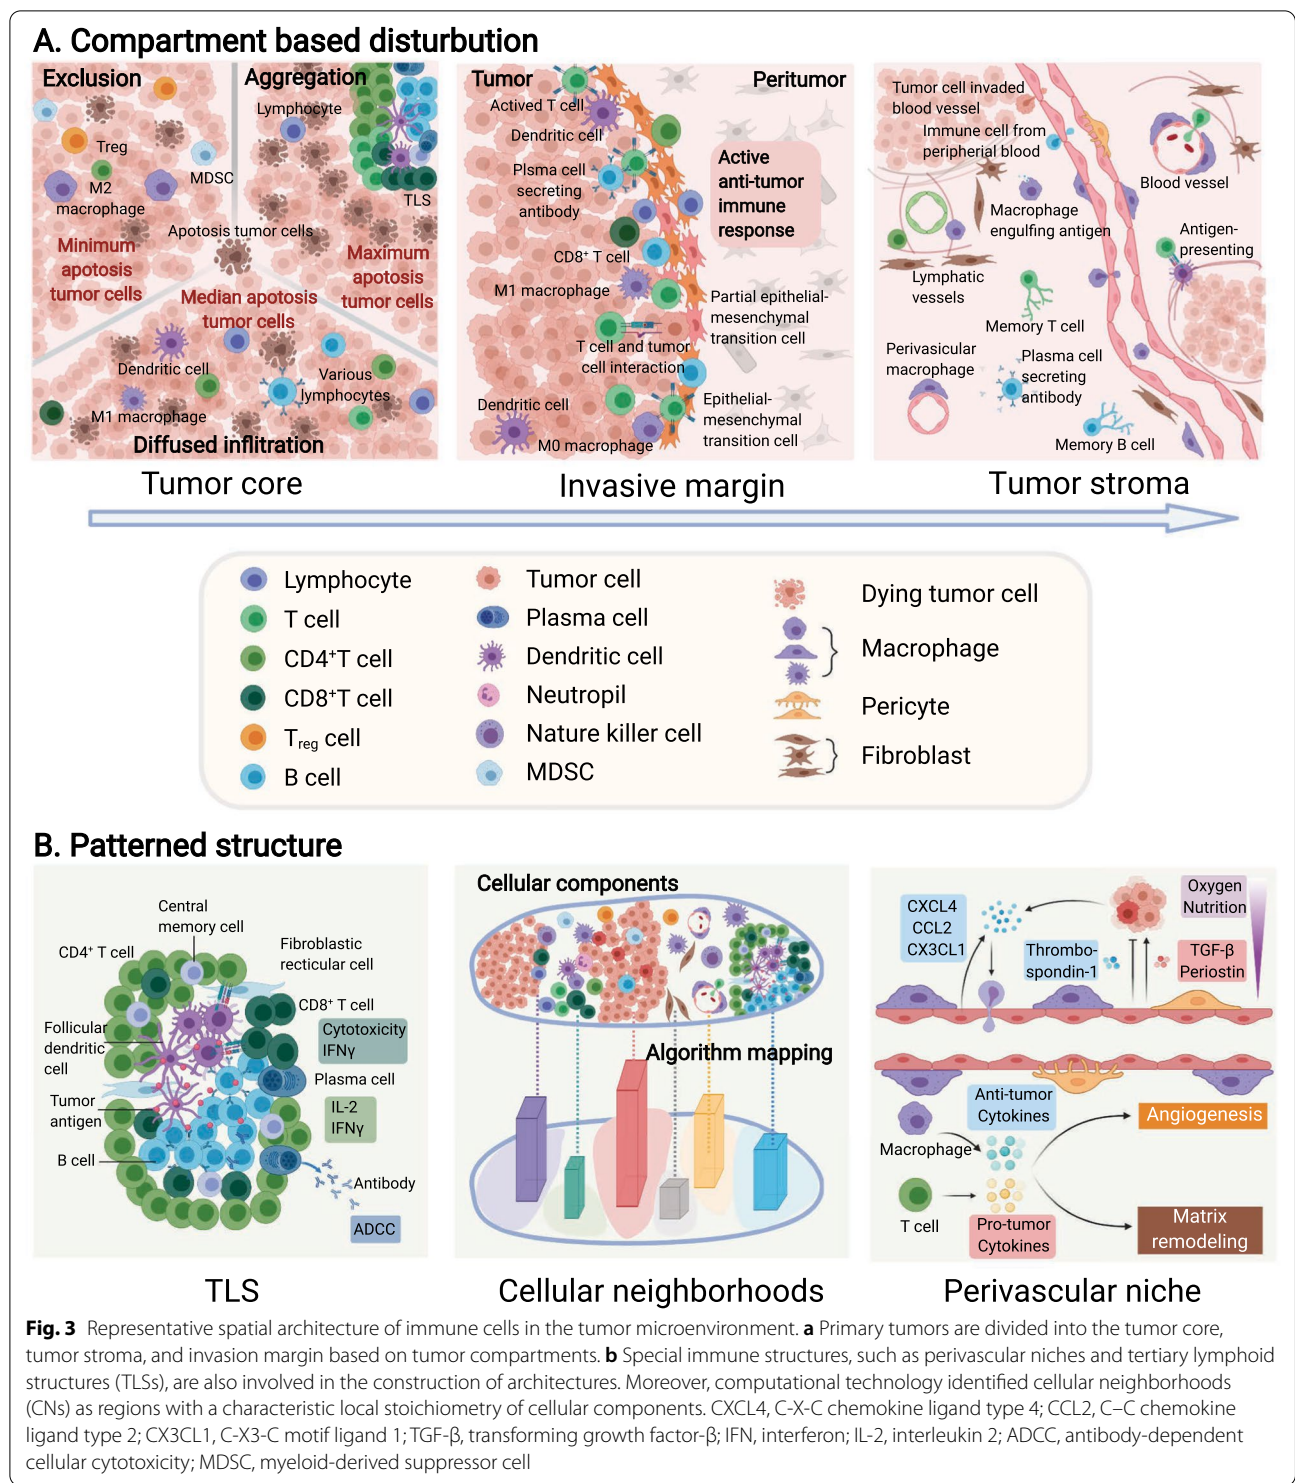 A. Compartment based disturbution
Exclusion
Aggregation
Lymphocyte
Treg
M2
macrophage
MDSC
TLS
Apotosis tumor cells
Minimum
apotosis
tumor cells
Median apotosis
tumor cells
Maximum
apotosis
tumor cells
Dendritic cell
M1 macrophage
Various
lymphocytes
Diffused inflitration
Tumor
Peritumor
Actived T cell
Dendritic cell
Plsma cell
secreting
antibody
CD8⁺ T cell
M1 macrophage
T cell and tumor
cell interaction
Dendritic cell
M0 macrophage
Active
anti-tumor
immune
response
Partial epithelial-
mesenchymal
transition cell
Epithelial-
mesenchymal
transition cell
Tumor cell invaded
blood vessel
Immune cell from
peripherial blood
Macrophage
engulfing antigen
Blood vessel
Antigen-
presenting
Lymphatic
vessels
Memory T cell
Perivasicular
macrophage
Plasma cell
secreting
antibody
Memory B cell
Tumor core
Invasive margin
Tumor stroma
Lymphocyte
T cell
CD4⁺T cell
CD8⁺T cell
Treg cell
B cell
Tumor cell
Plasma cell
Dendritic cell
Neutropil
Nature killer cell
MDSC
Dying tumor cell
Macrophage
Pericyte
Fibroblast
B. Patterned structure
Central
memory cell
CD4⁺ T cell
Fibroblastic
recticular cell
CD8⁺ T cell
Cytotoxicity
IFNγ
Follicular
dendritic
cell
Plasma cell
IL-2
IFNγ
Tumor
antigen
B cell
Antibody
ADCC
Cellular components
Algorithm mapping
CXCL4
CCL2
CX3CL1
Thrombo-
spondin-1
Oxygen
Nutrition
TGF-β
Periostin
Anti-tumor
Cytokines
Angiogenesis
Macrophage
T cell
Pro-tumor
Cytokines
Matrix
remodeling
TLS
Cellular neighborhoods
Perivascular niche
Fig. 3 Representative spatial architecture of immune cells in the tumor microenvironment. a Primary tumors are divided into the tumor core,
tumor stroma, and invasion margin based on tumor compartments. b Special immune structures, such as perivascular niches and tertiary lymphoid
structures (TLSs), are also involved in the construction of architectures. Moreover, computational technology identified cellular neighborhoods
(CNs) as regions with a characteristic local stoichiometry of cellular components. CXCL4, C-X-C chemokine ligand type 4; CCL2, C–C chemokine
ligand type 2; CX3CL1, C-X3-C motif ligand 1; TGF-β, transforming growth factor-β; IFN, interferon; IL-2, interleukin 2; ADCC, antibody-dependent
cellular cytotoxicity; MDSC, myeloid-derived suppressor cell